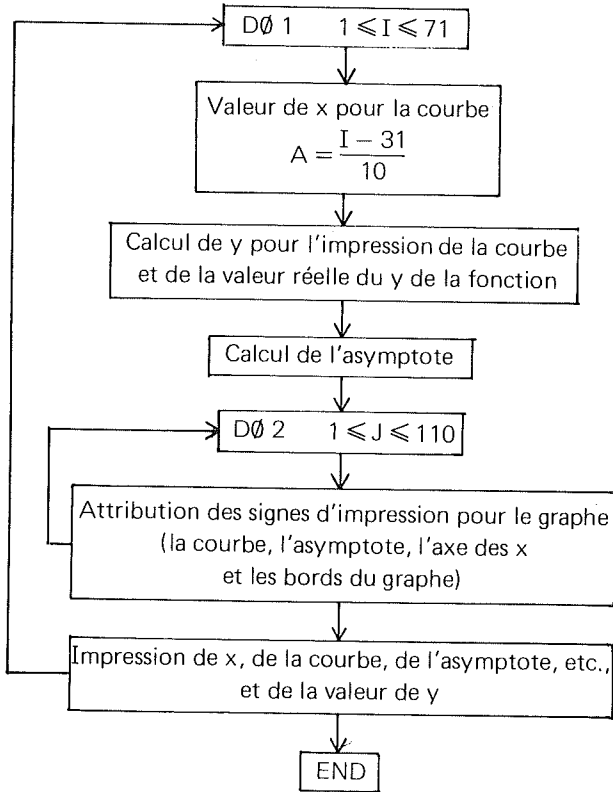 DØ 1 1 ⩽ I ⩽ 71
Valeur de x pour la courbe
A = \frac{I – 31}{10}
Calcul de y pour l'impression de la courbe
et de la valeur réelle du y de la fonction
Calcul de l'asymptote
DØ 2 1 ⩽ J ⩽ 110
Attribution des signes d'impression pour le graphe
(la courbe, l'asymptote, l'axe des x
et les bords du graphe)
Impression de x, de la courbe, de l'asymptote, etc.,
et de la valeur de y
END